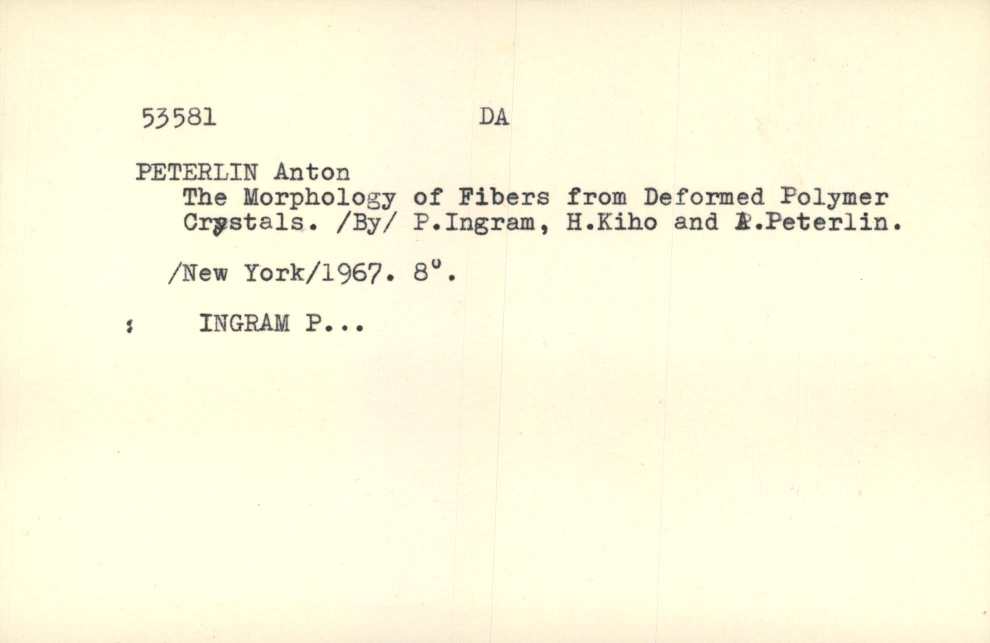 53581 DA
PETERLIN Anton
The Morphology of Fibers from Deformed Polymer
Crystals. /By/ P.Ingram, H.Kiho and A.Peterlin.
/New York/1967. 8°.
: INGRAM P...